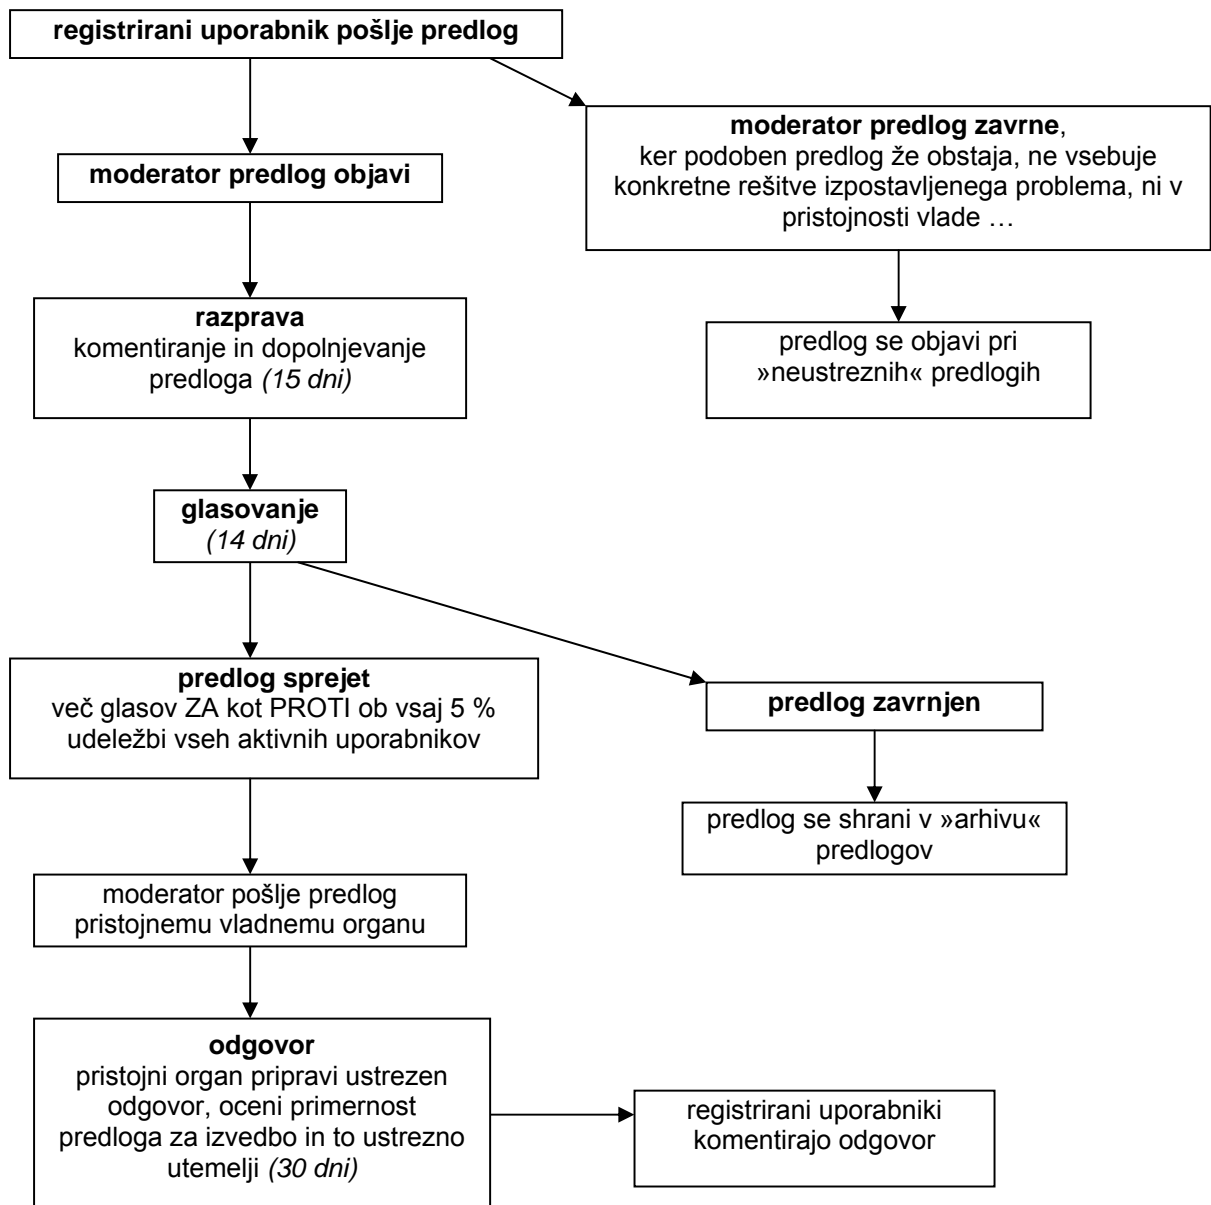 registrirani uporabnik pošlje predlog
moderator predlog zavrne,
ker podoben predlog že obstaja, ne vsebuje
konkretne rešitve izpostavljenega problema, ni v
pristojnosti vlade …
moderator predlog objavi
razprava
komentiranje in dopolnjevanje
predloga (15 dni)
predlog se objavi pri
»neustreznih« predlogih
glasovanje
(14 dni)
predlog sprejet
več glasov ZA kot PROTI ob vsaj 5 %
udeležbi vseh aktivnih uporabnikov
predlog zavrnjen
predlog se shrani v »arhivu«
predlogov
moderator pošlje predlog
pristojnemu vladnemu organu
odgovor
pristojni organ pripravi ustrezen
odgovor, oceni primernost
predloga za izvedbo in to ustrezno
utemelji (30 dni)
registrirani uporabniki
komentirajo odgovor